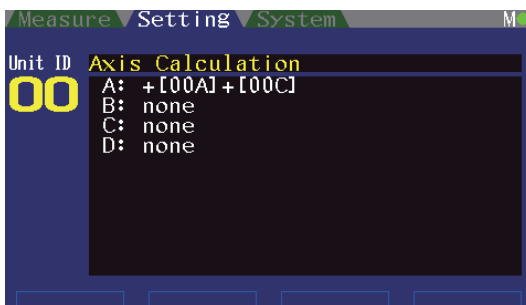 Measure Setting System M
Unit ID Axis Calculation
00
A: +[00A]+[00C]
B: none
C: none
D: none